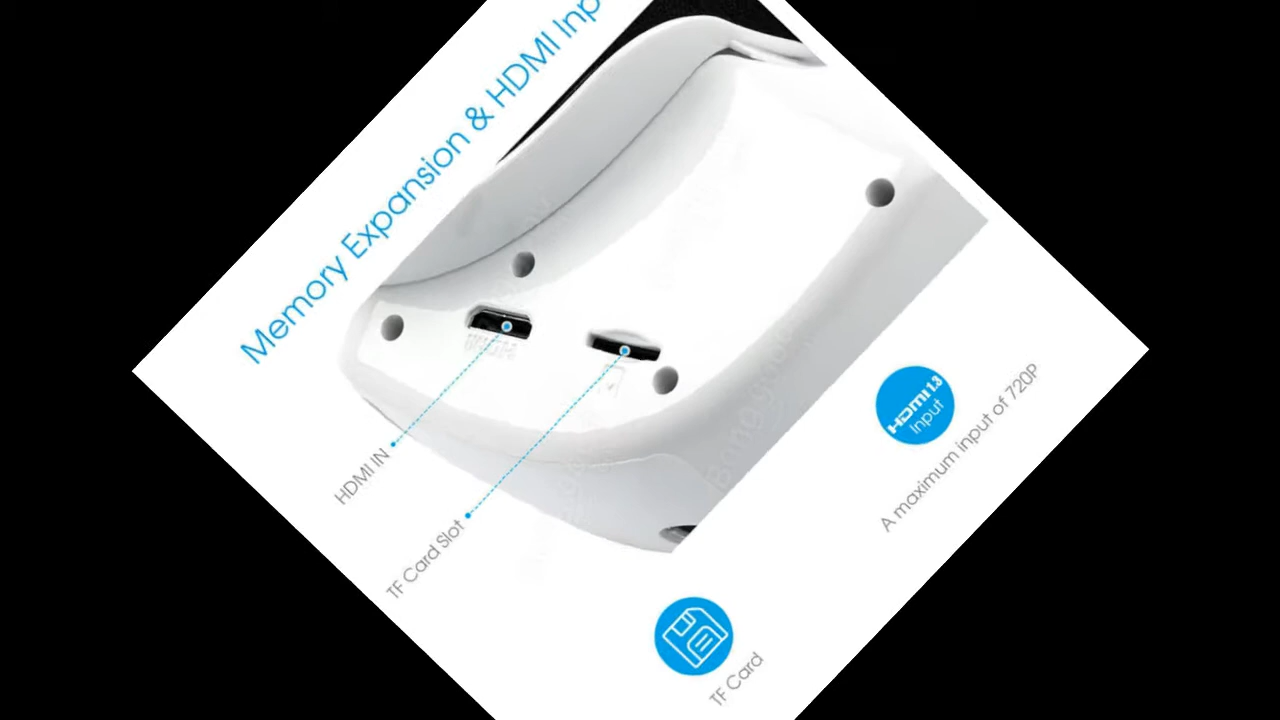 Memory Expansion & HDMI Inp
HDMI IN
TF Card Slot
HDMI 1.3
Input
A maximum input of 720P
TF Card